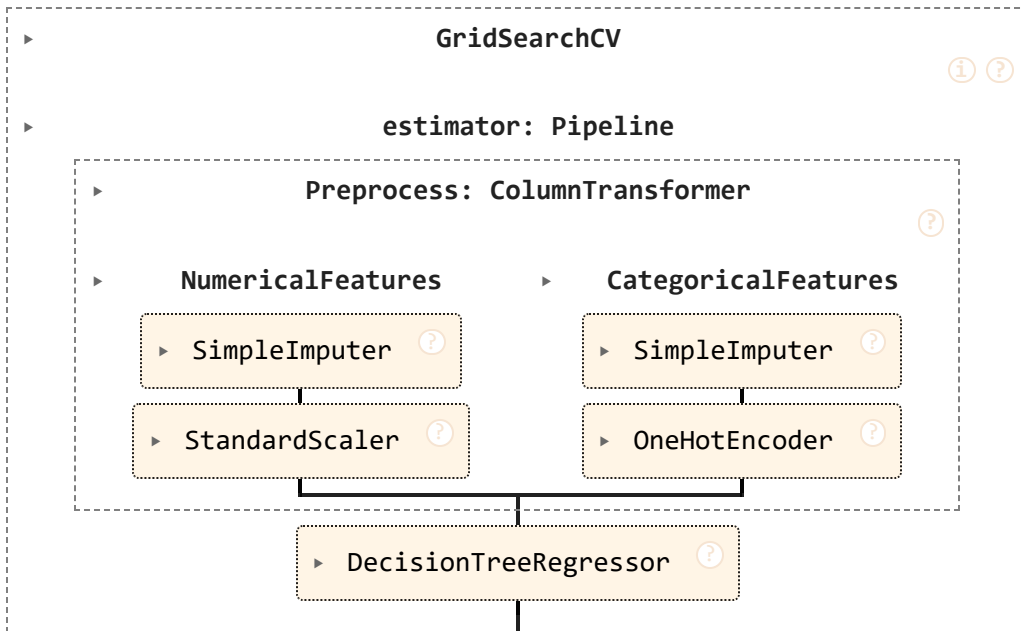 GridSearchCV
i ?
estimator: Pipeline
Preprocess: ColumnTransformer
?
NumericalFeatures CategoricalFeatures
SimpleImputer ? SimpleImputer ?
StandardScaler ? OneHotEncoder ?
DecisionTreeRegressor ?